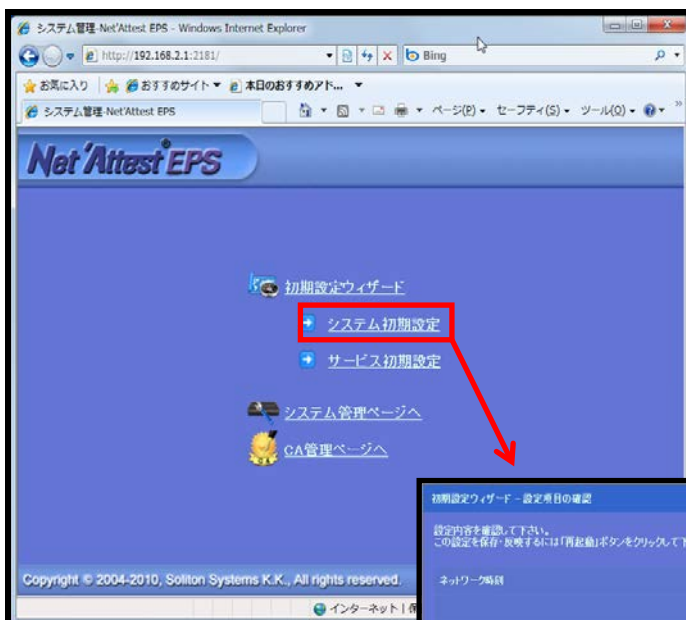 システム管理-Net'Attest EPS - Windows Internet Explorer
http://192.168.2.1:2181/
Bing
お気に入り おすすめサイト 本日のおすすめアド...
システム管理-Net'Attest EPS
ページ(P) セーフティ(S) ツール(O)
Net'Attest EPS
初期設定ウィザード
システム初期設定
サービス初期設定
システム管理ページへ
CA
CA管理ページへ
初期設定ウィザード - 設定項目の確認
設定内容を確認して下さい。
この設定を保存・反映するには「再起動」ボタンをクリックして下
ネットワーク時刻
Copyright © 2004-2010, Soliton Systems K.K., All rights reserved.
インターネット | 保